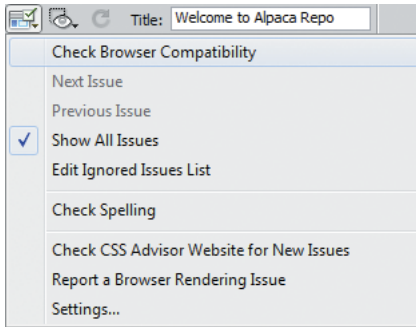 Title: Welcome to Alpaca Repo
Check Browser Compatibility
Next Issue
Previous Issue
Show All Issues
Edit Ignored Issues List
Check Spelling
Check CSS Advisor Website for New Issues
Report a Browser Rendering Issue
Settings...